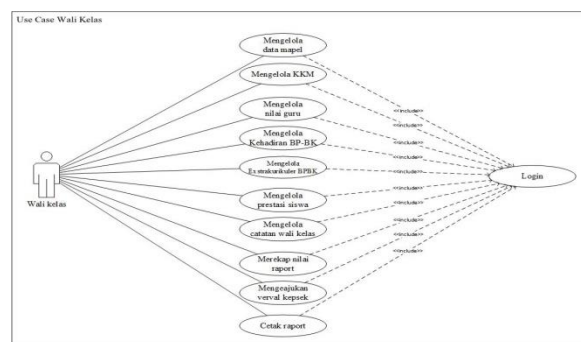 Use Case Wali Kelas
Mengelola
data mapel
Mengelola KKM
Mengelola
nilai guru
Mengelola
Kehadiran BP-BK
Mengelola
Es strakurikuler BPBK
Mengelola
prestasi siswa
Mengelola
catatan wali kelas
Merekap nilai
raport
Mengeajukan
verval kepsek
Cetak raport
Wali kelas
<<include>>
<<include>>
<<include>>
<<include>>
<<include>>
<<include>>
<<include>>
<<include>>
<<include>>
Login